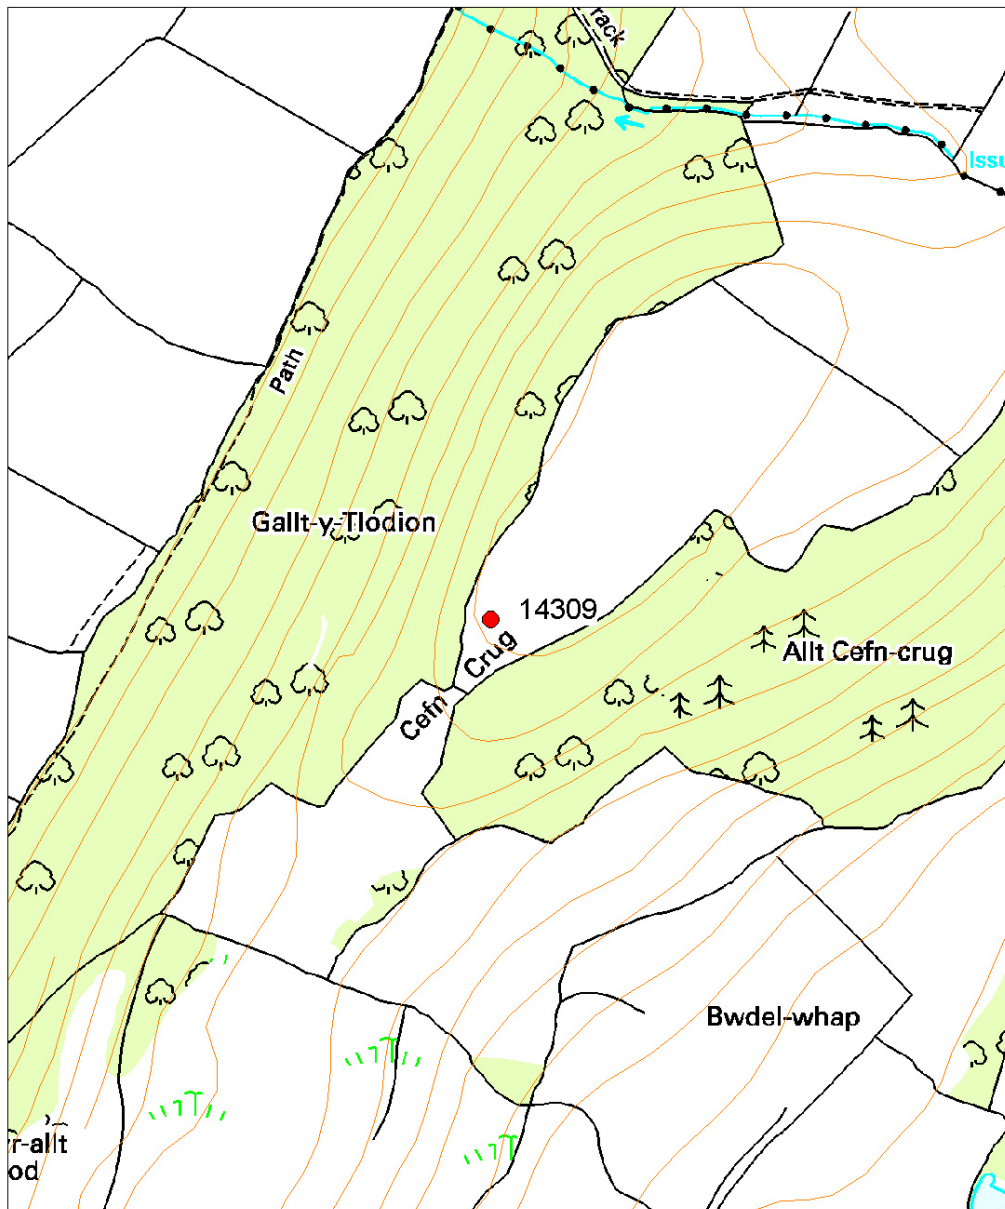 rack
Issu
Path
Gallt-y-Tlodion
14309
Cefn Crug
Allt Cefn-crug
Bwdel-whap
r-allt
od